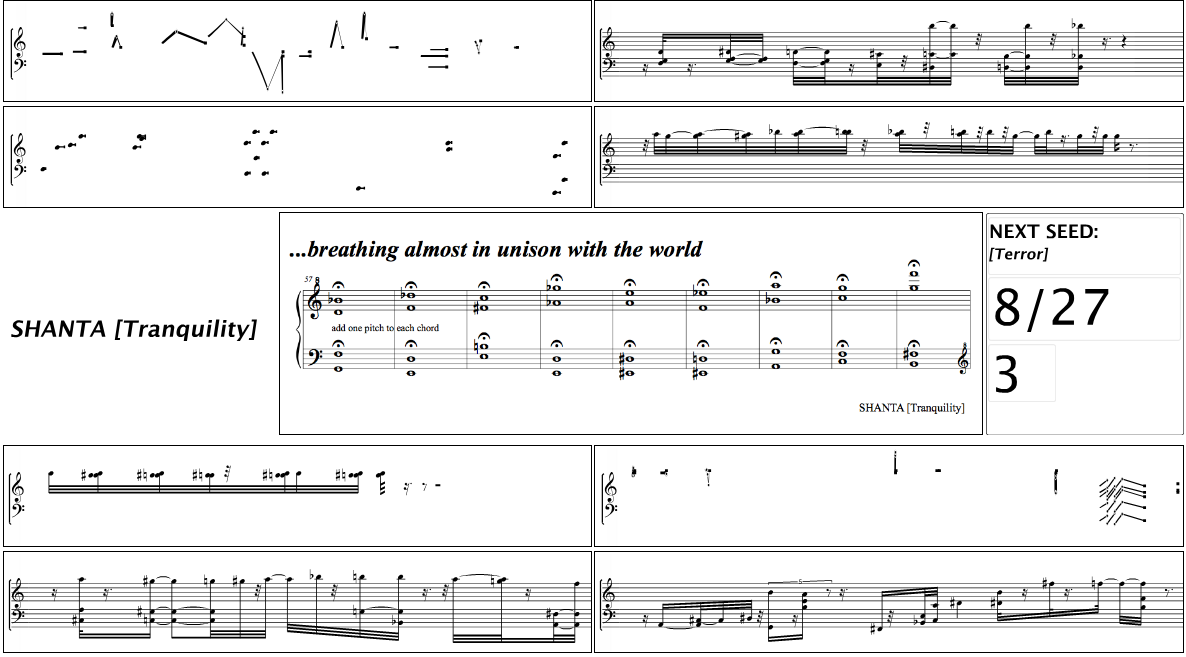 ...breathing almost in unison with the world
NEXT SEED:
[Terror]
8/27
3
SHANTA [Tranquility]
8
57
add one pitch to each chord
SHANTA [Tranquility]
5